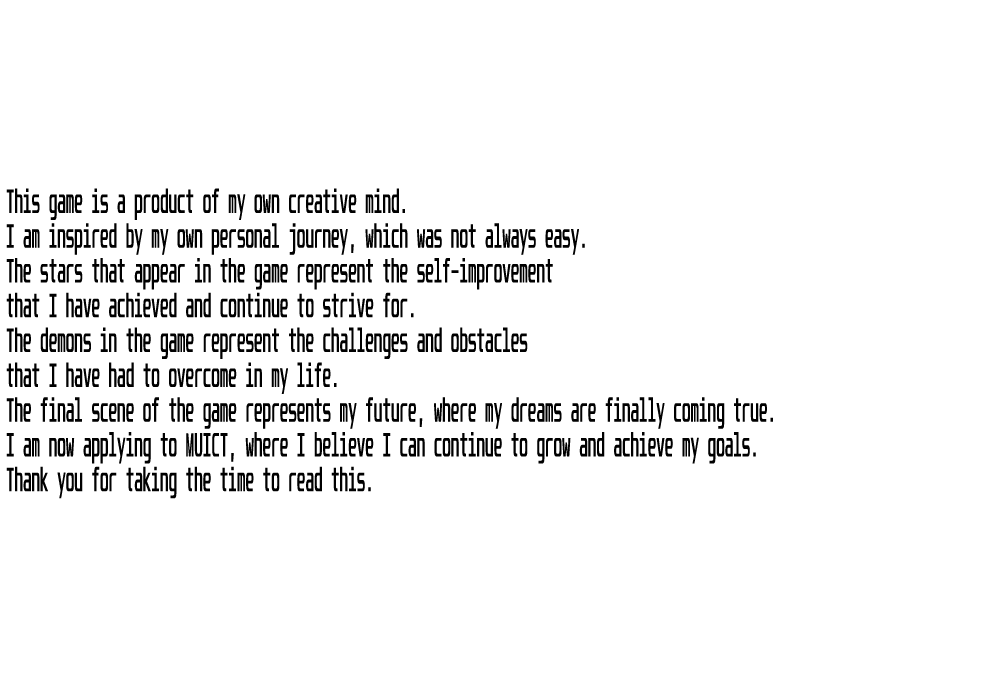 This game is a product of my own creative mind.
I am inspired by my own personal journey, which was not always easy.
The stars that appear in the game represent the self-improvement
that I have achieved and continue to strive for.
The demons in the game represent the challenges and obstacles
that I have had to overcome in my life.
The final scene of the game represents my future, where my dreams are finally coming true.
I am now applying to MUICT, where I believe I can continue to grow and achieve my goals.
Thank you for taking the time to read this.